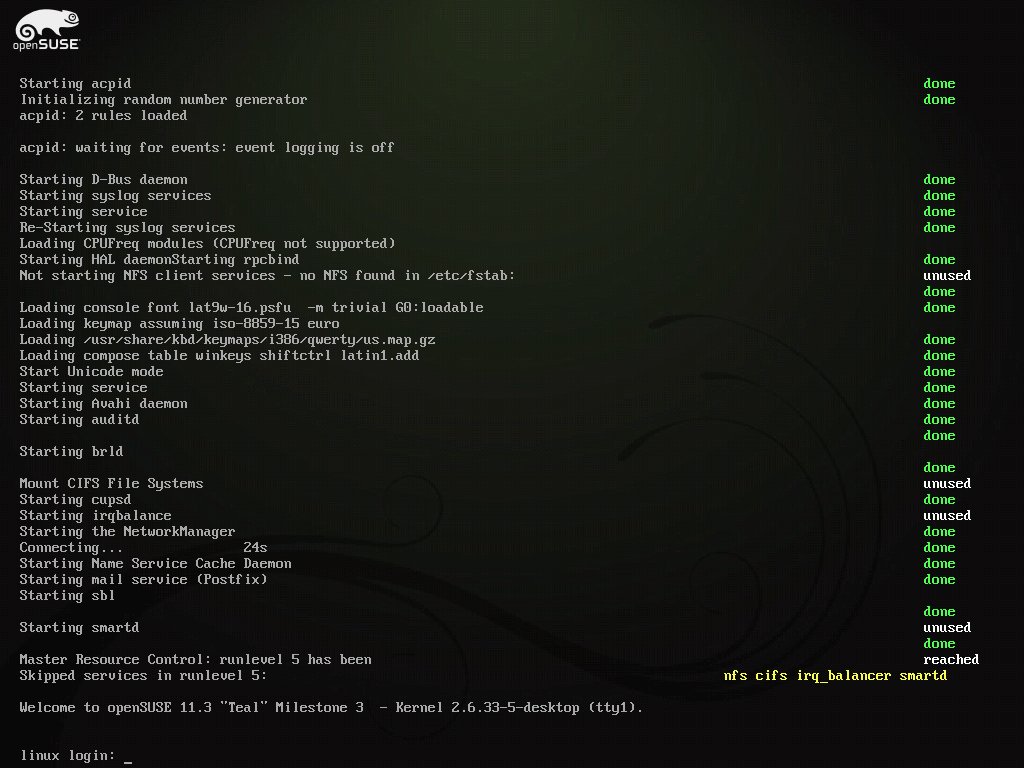 openSUSE
Starting acpid done
Initializing random number generator done
acpid: 2 rules loaded
acpid: waiting for events: event logging is off
Starting D-Bus daemon done
Starting syslog services done
Starting service done
Re-Starting syslog services done
Loading CPUFreq modules (CPUFreq not supported)
Starting HAL daemonStarting rpcbind done
Not starting NFS client services - no NFS found in /etc/fstab: unused
done
Loading console font lat9w-16.psfu  -m trivial G0:loadable done
Loading keymap assuming iso-8859-15 euro
Loading /usr/share/kbd/keymaps/i386/qwerty/us.map.gz done
Loading compose table winkeys shiftctrl latin1.add done
Start Unicode mode done
Starting service done
Starting Avahi daemon done
Starting auditd done
done
Starting brld
done
Mount CIFS File Systems unused
Starting cupsd done
Starting irqbalance unused
Starting the NetworkManager done
Connecting... 24s done
Starting Name Service Cache Daemon done
Starting mail service (Postfix) done
Starting sbl
done
Starting smartd unused
done
Master Resource Control: runlevel 5 has been reached
Skipped services in runlevel 5: nfs cifs irq_balancer smartd
Welcome to openSUSE 11.3 "Teal" Milestone 3  - Kernel 2.6.33-5-desktop (tty1).
linux login: _